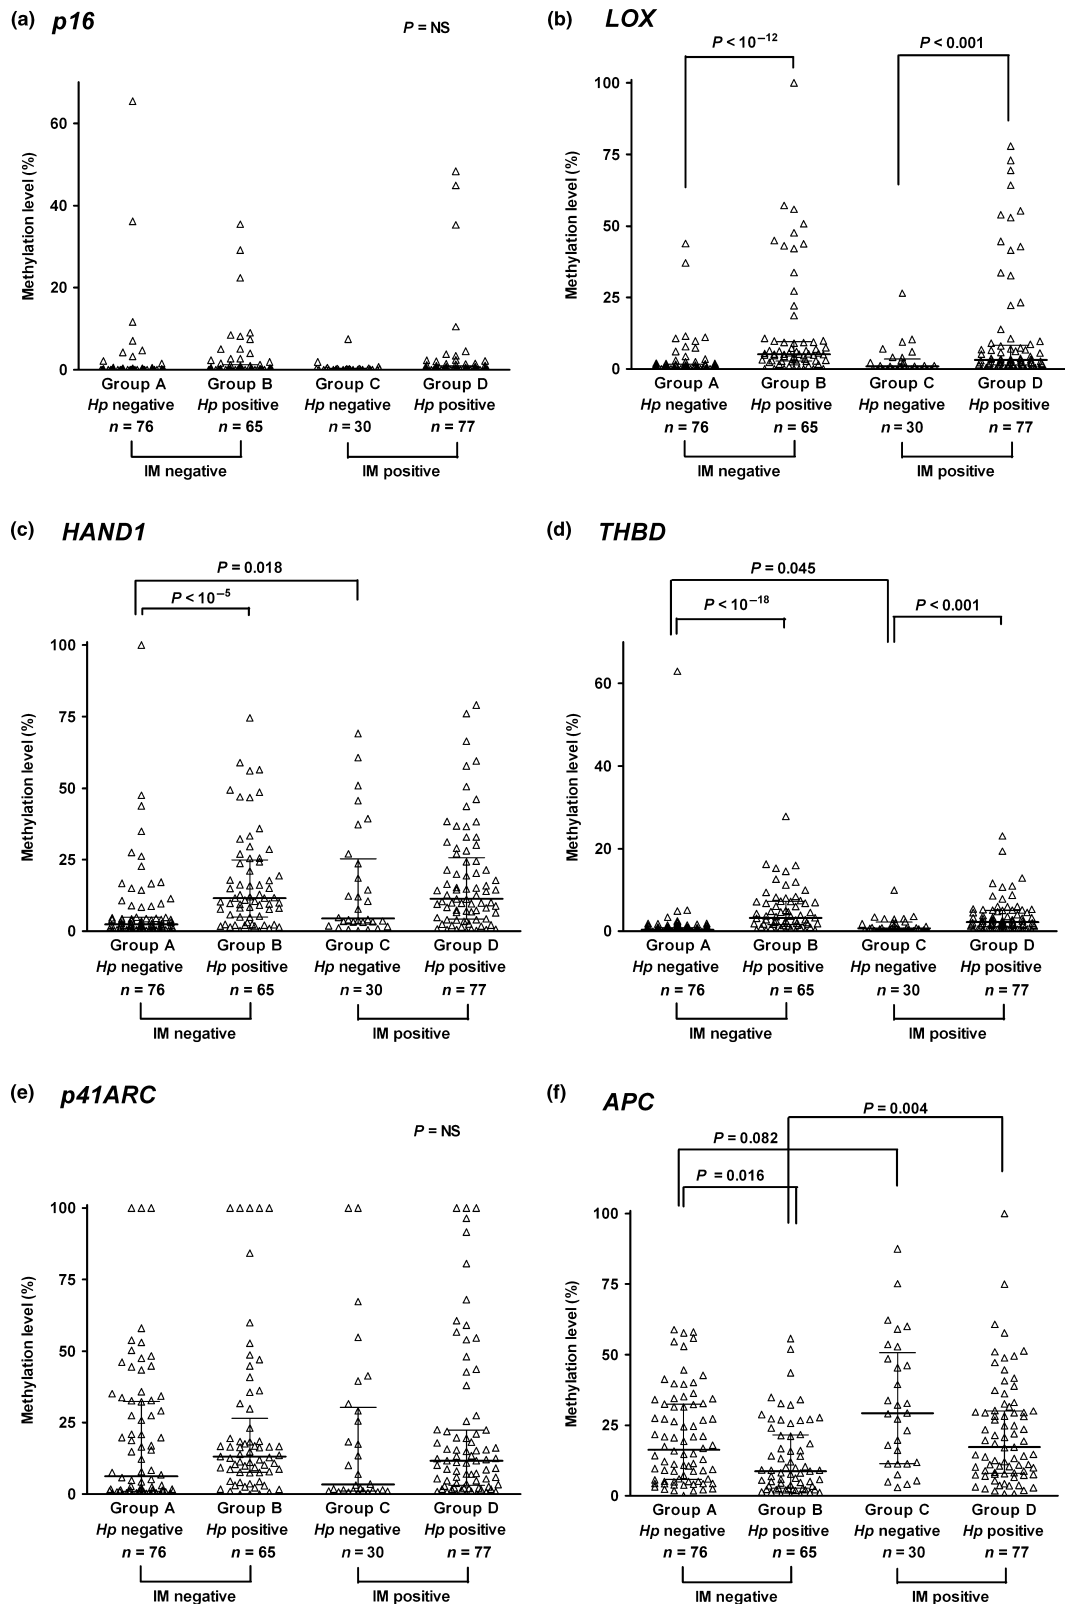 (a) p16
P = NS
Methylation level (%)
60
40
20
0
Group A Group B Group C Group D
Hp negative Hp positive Hp negative Hp positive
n = 76 n = 65 n = 30 n = 77
IM negative IM positive
(b) LOX
P < 10−12 P < 0.001
Methylation level (%)
100
75
50
25
0
Group A Group B Group C Group D
Hp negative Hp positive Hp negative Hp positive
n = 76 n = 65 n = 30 n = 77
IM negative IM positive
(c) HAND1
P = 0.018
P < 10−5
Methylation level (%)
100
75
50
25
0
Group A Group B Group C Group D
Hp negative Hp positive Hp negative Hp positive
n = 76 n = 65 n = 30 n = 77
IM negative IM positive
(d) THBD
P = 0.045
P < 10−18 P < 0.001
Methylation level (%)
60
40
20
0
Group A Group B Group C Group D
Hp negative Hp positive Hp negative Hp positive
n = 76 n = 65 n = 30 n = 77
IM negative IM positive
(e) p41ARC
P = NS
Methylation level (%)
100
75
50
25
0
Group A Group B Group C Group D
Hp negative Hp positive Hp negative Hp positive
n = 76 n = 65 n = 30 n = 77
IM negative IM positive
(f) APC
P = 0.004
P = 0.082
P = 0.016
Methylation level (%)
100
75
50
25
0
Group A Group B Group C Group D
Hp negative Hp positive Hp negative Hp positive
n = 76 n = 65 n = 30 n = 77
IM negative IM positive